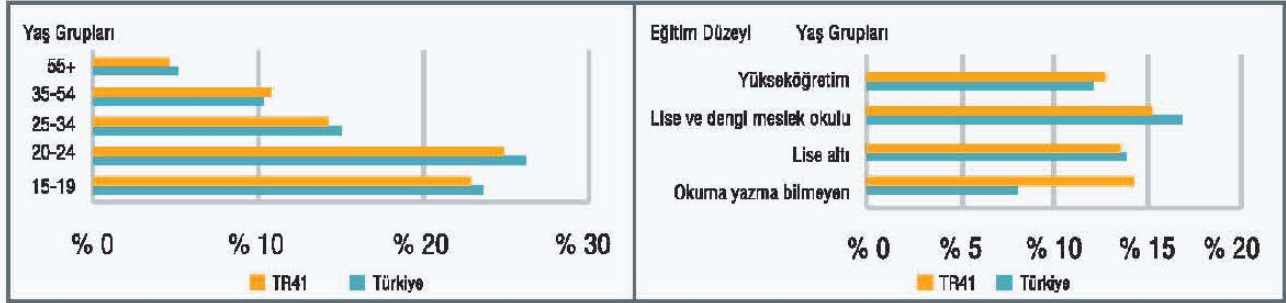 Yaş Grupları
55+
35-54
25-34
20-24
15-19
% 0 % 10 % 20 % 30
TR41 Türkiye
Eğitim Düzeyi Yaş Grupları
Yükseköğretim
Lise ve dengi meslek okulu
Lise altı
Okuma yazma bilmeyen
% 0 % 5 % 10 % 15 % 20
TR41 Türkiye